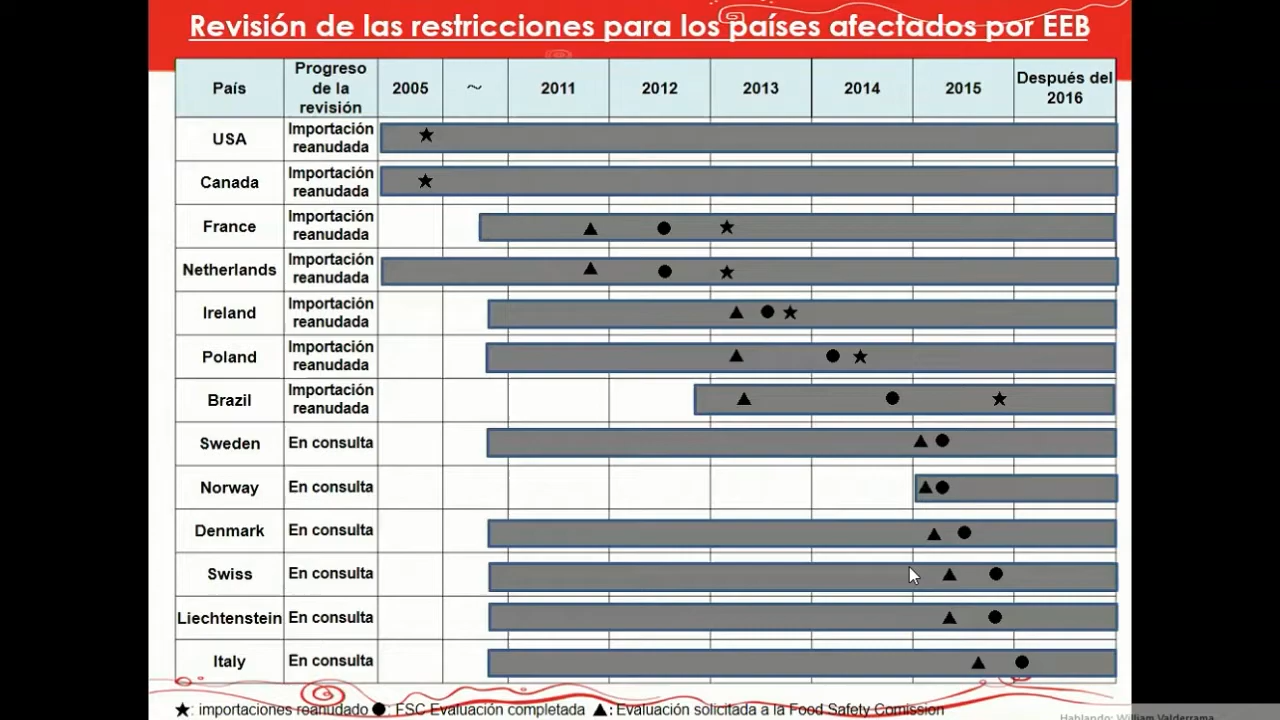 Revisión de las restricciones para los países afectados por EEB
País Progreso de la revisión 2005 ~ 2011 2012 2013 2014 2015 Después del 2016
USA Importación reanudada
Canada Importación reanudada
France Importación reanudada
Netherlands Importación reanudada
Ireland Importación reanudada
Poland Importación reanudada
Brazil Importación reanudada
Sweden En consulta
Norway En consulta
Denmark En consulta
Swiss En consulta
Liechtenstein En consulta
Italy En consulta
★: importaciones reanudado ●: FSC Evaluación completada ▲: Evaluación solicitada a la Food Safety Comission
Hablando: William Valderrama